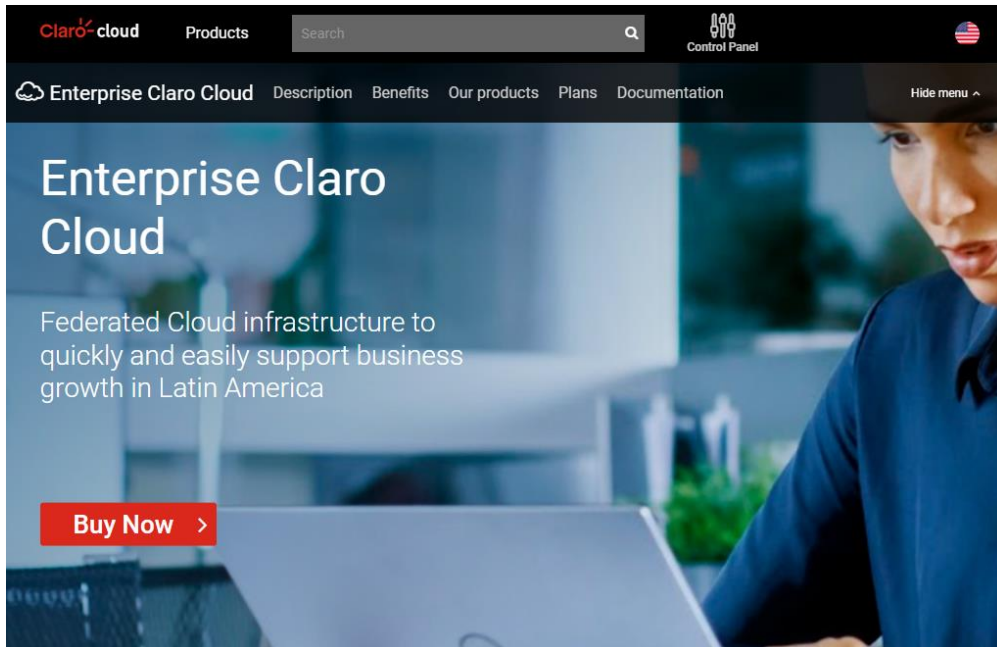 Claro cloud Products Search Control Panel
Enterprise Claro Cloud Description Benefits Our products Plans Documentation Hide menu
Enterprise Claro
Cloud
Federated Cloud infrastructure to
quickly and easily support business
growth in Latin America
Buy Now